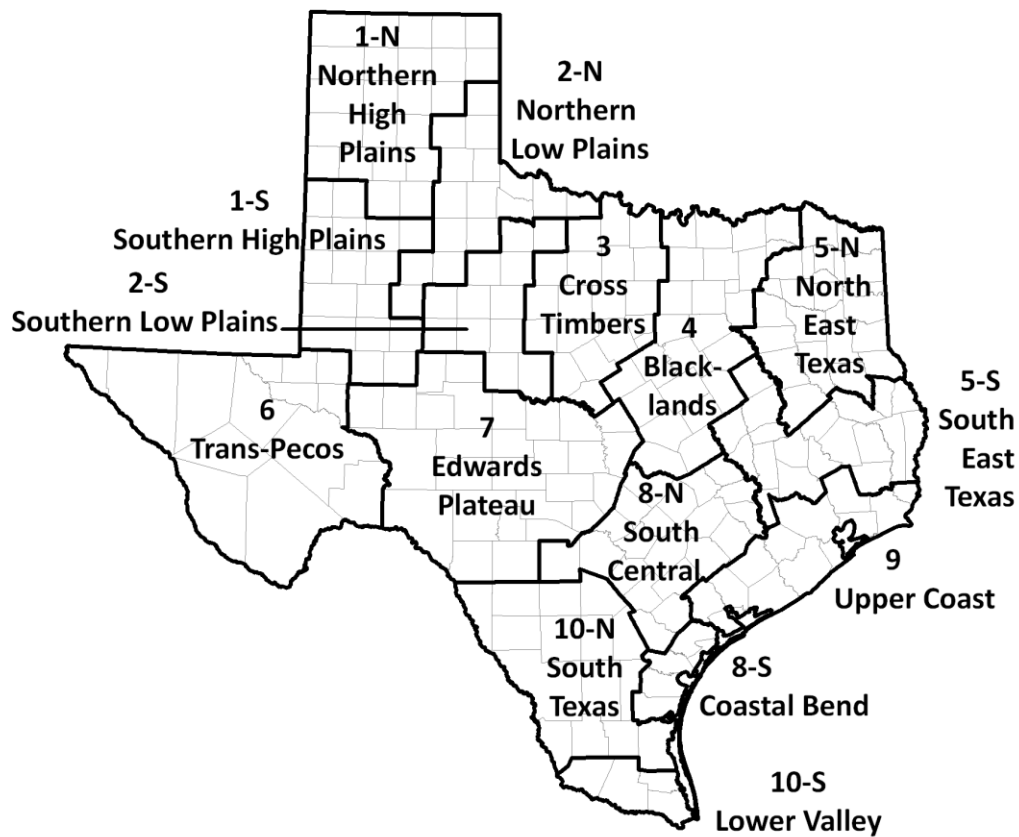 1-N
Northern
High
Plains
2-N
Northern
Low Plains
1-S
Southern High Plains
2-S
Southern Low Plains
3
Cross
Timbers
4
Black-
lands
5-N
North
East
Texas
5-S
South
East
Texas
6
Trans-Pecos
7
Edwards
Plateau
8-N
South
Central
9
Upper Coast
10-N
South
Texas
8-S
Coastal Bend
10-S
Lower Valley